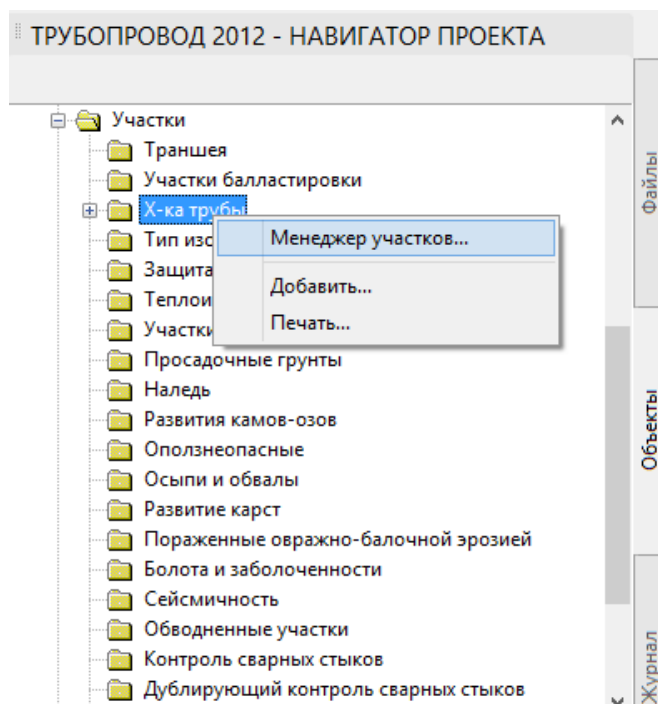 ТРУБОПРОВОД 2012 - НАВИГАТОР ПРОЕКТА
Участки
Траншея
Участки балластировки
Х-ка трубы
Менеджер участков...
Тип изо
Защита
Добавить...
Теплои
Печать...
Участки
Просадочные грунты
Наледь
Развития камов-озов
Оползнеопасные
Осыпи и обвалы
Развитие карст
Пораженные овражно-балочной эрозией
Болота и заболоченности
Сейсмичность
Обводненные участки
Контроль сварных стыков
Дублирующий контроль сварных стыков
Файлы
Объекты
Журнал